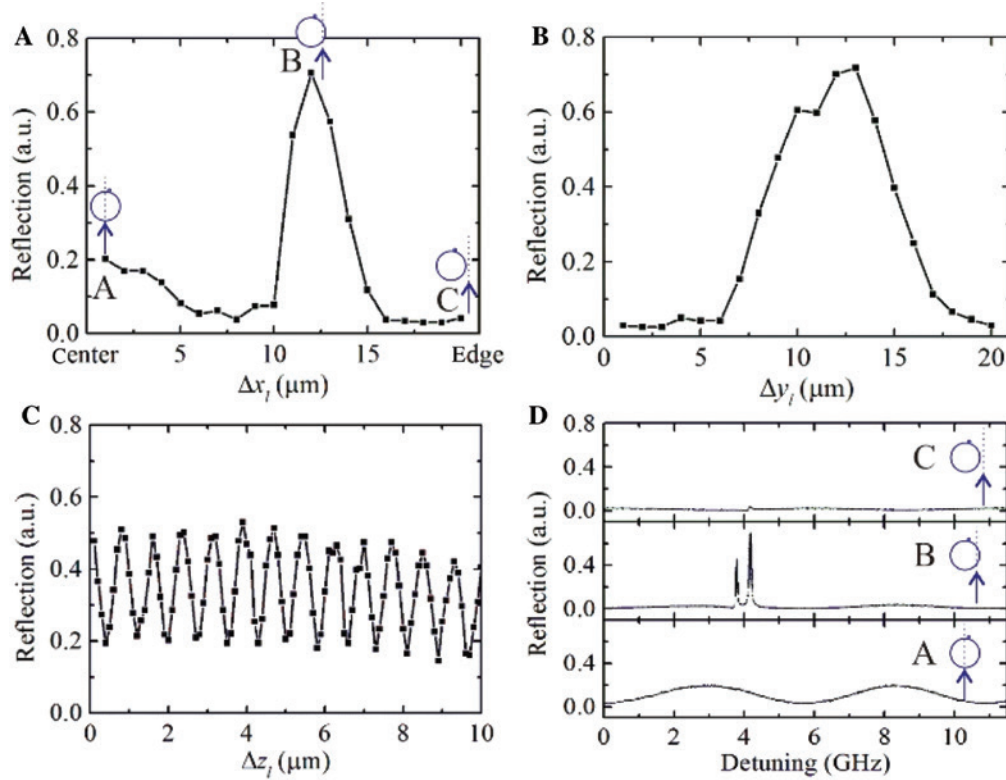 A
Reflection (a.u.)
0.8
0.6
0.4
0.2
0.0
A
B
C
Center
5
10
15
Edge
Δx_l (μm)
B
Reflection (a.u.)
0.8
0.6
0.4
0.2
0.0
0
5
10
15
20
Δy_l (μm)
C
Reflection (a.u.)
0.8
0.6
0.4
0.2
0.0
0
2
4
6
8
10
Δz_l (μm)
D
Reflection (a.u.)
0.8
0.4
0.0
C
0.4
0.0
B
0.4
0.0
A
0
2
4
6
8
10
Detuning (GHz)